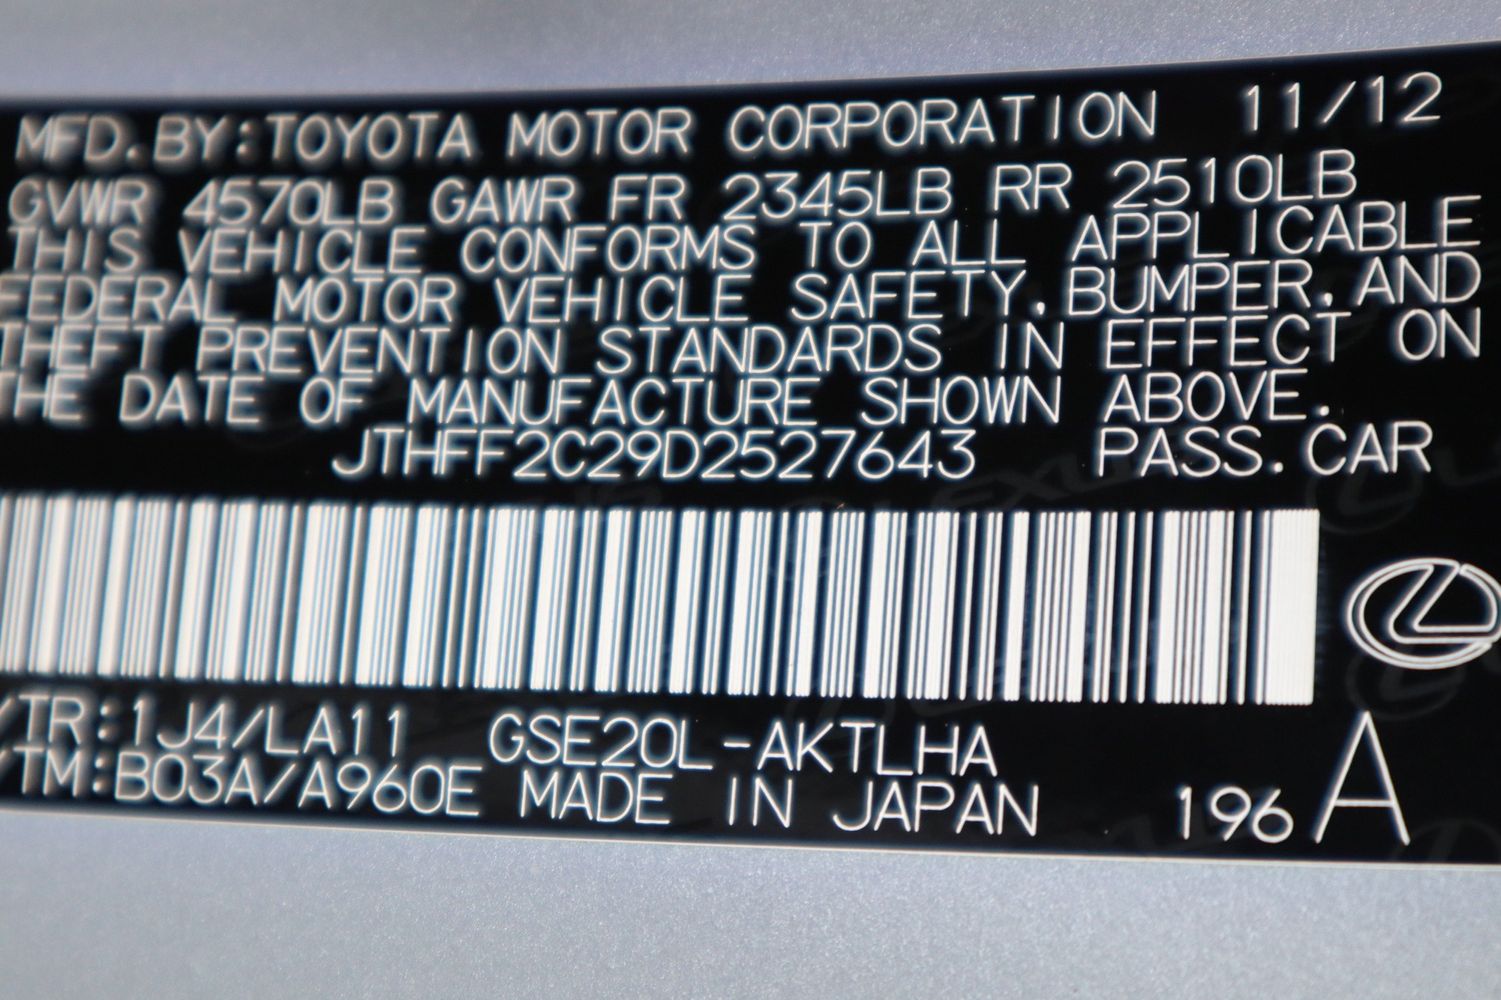 MFD.BY:TOYOTA MOTOR CORPORATION 11/12
GVWR 4570LB GAWR FR 2345LB RR 2510LB
THIS VEHICLE CONFORMS TO ALL APPLICABLE
FEDERAL MOTOR VEHICLE SAFETY,BUMPER,AND
THEFT PREVENTION STANDARDS IN EFFECT ON
THE DATE OF MANUFACTURE SHOWN ABOVE.
JTHFF2C29D2527643 PASS.CAR
/TR:1J4/LA11 GSE20L-AKTLHA
/TM:B03A/A960E MADE IN JAPAN 196 A